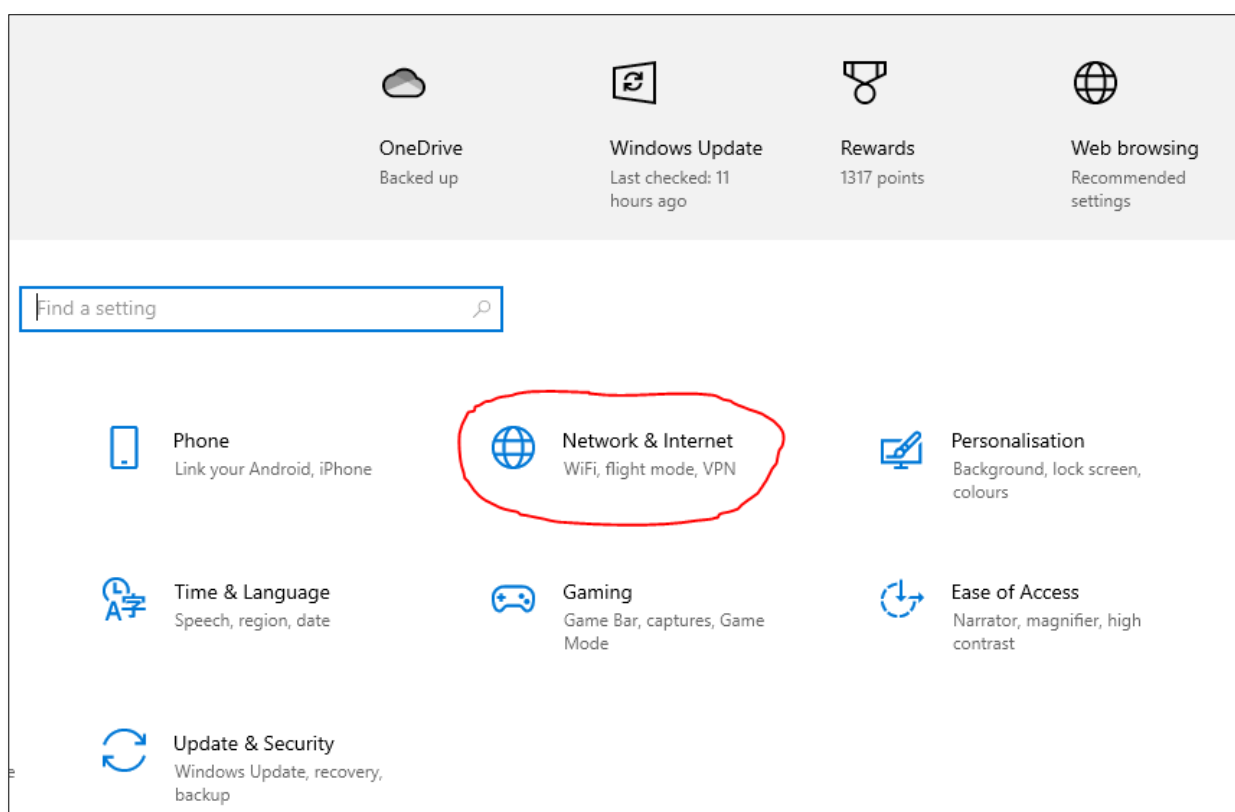 OneDrive
Backed up
Windows Update
Last checked: 11
hours ago
Rewards
1317 points
Web browsing
Recommended
settings
Find a setting
Phone
Link your Android, iPhone
Network & Internet
WiFi, flight mode, VPN
Personalisation
Background, lock screen,
colours
Time & Language
Speech, region, date
Gaming
Game Bar, captures, Game
Mode
Ease of Access
Narrator, magnifier, high
contrast
Update & Security
Windows Update, recovery,
backup